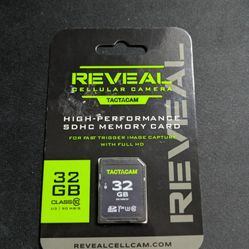 REVEAL
CELLULAR CAMERA
TACTACAM
HIGH-PERFORMANCE
SDHC MEMORY CARD
FOR FAST TRIGGER IMAGE CAPTURE
WITH FULL HD
REVEAL
32
GB
CLASS 10
TACTACAM
32
GB
REVEALCELLCAM.COM